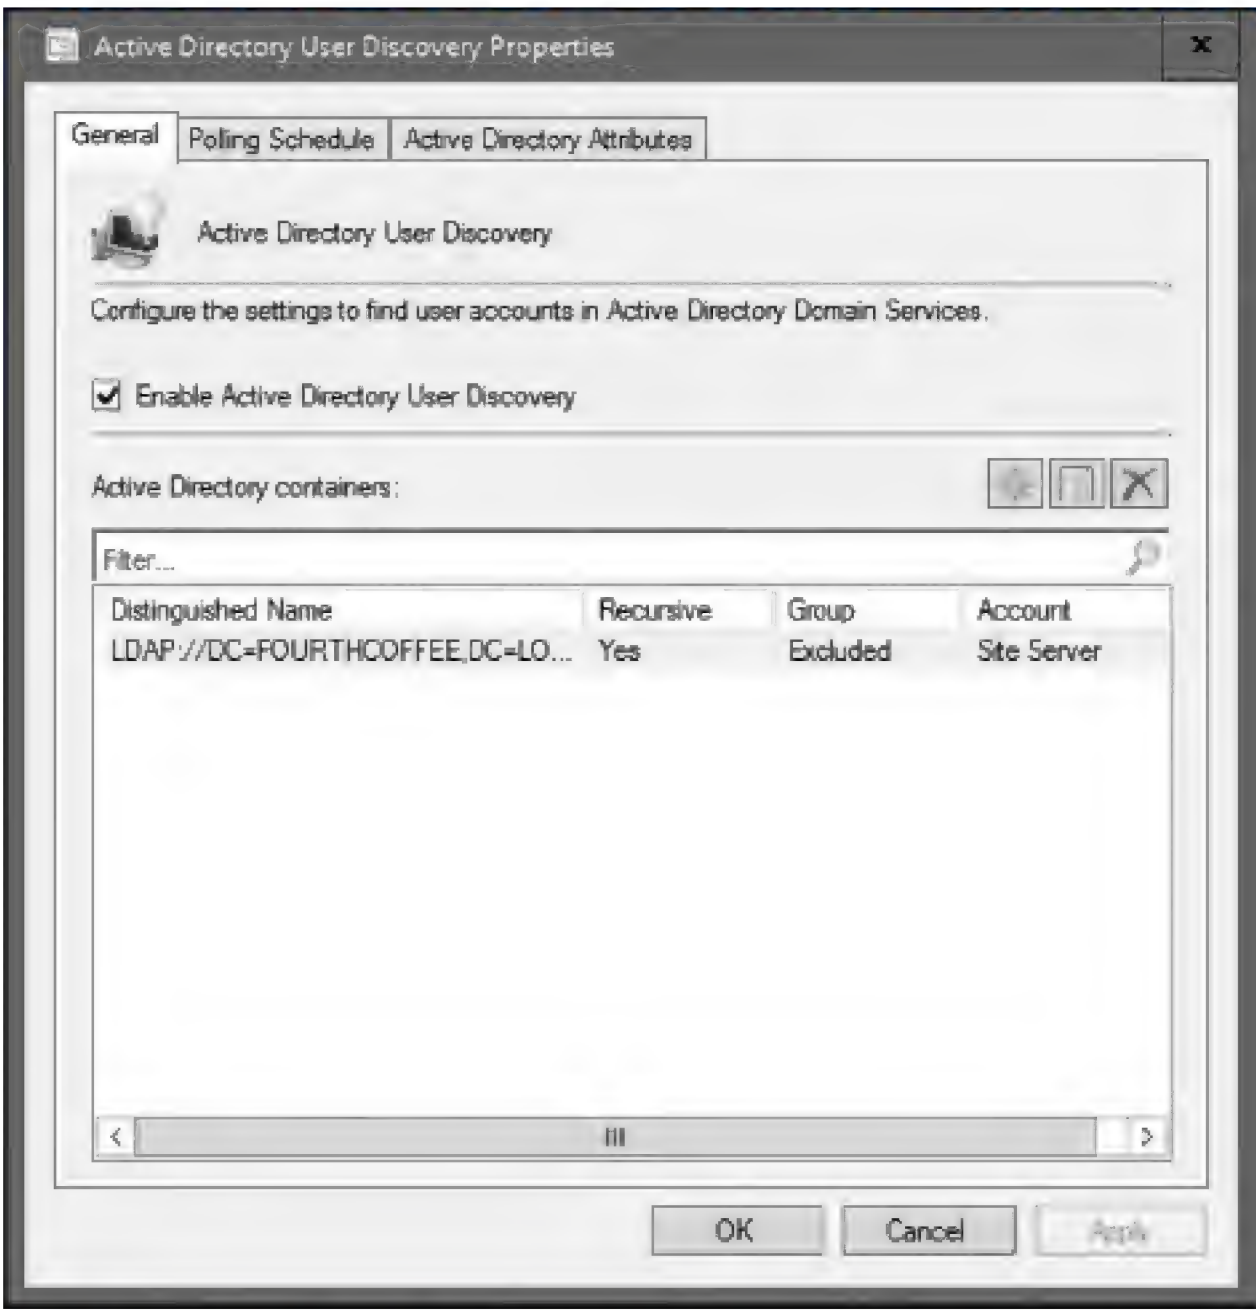 Active Directory User Discovery Properties
General
Polling Schedule
Active Directory Attributes
Active Directory User Discovery
Configure the settings to find user accounts in Active Directory Domain Services.
Enable Active Directory User Discovery
Active Directory containers:
Filter...
Distinguished Name Recursive Group Account
LDAP://DC=FOURTHCOFFEE,DC=LO... Yes Excluded Site Server
OK Cancel Apply